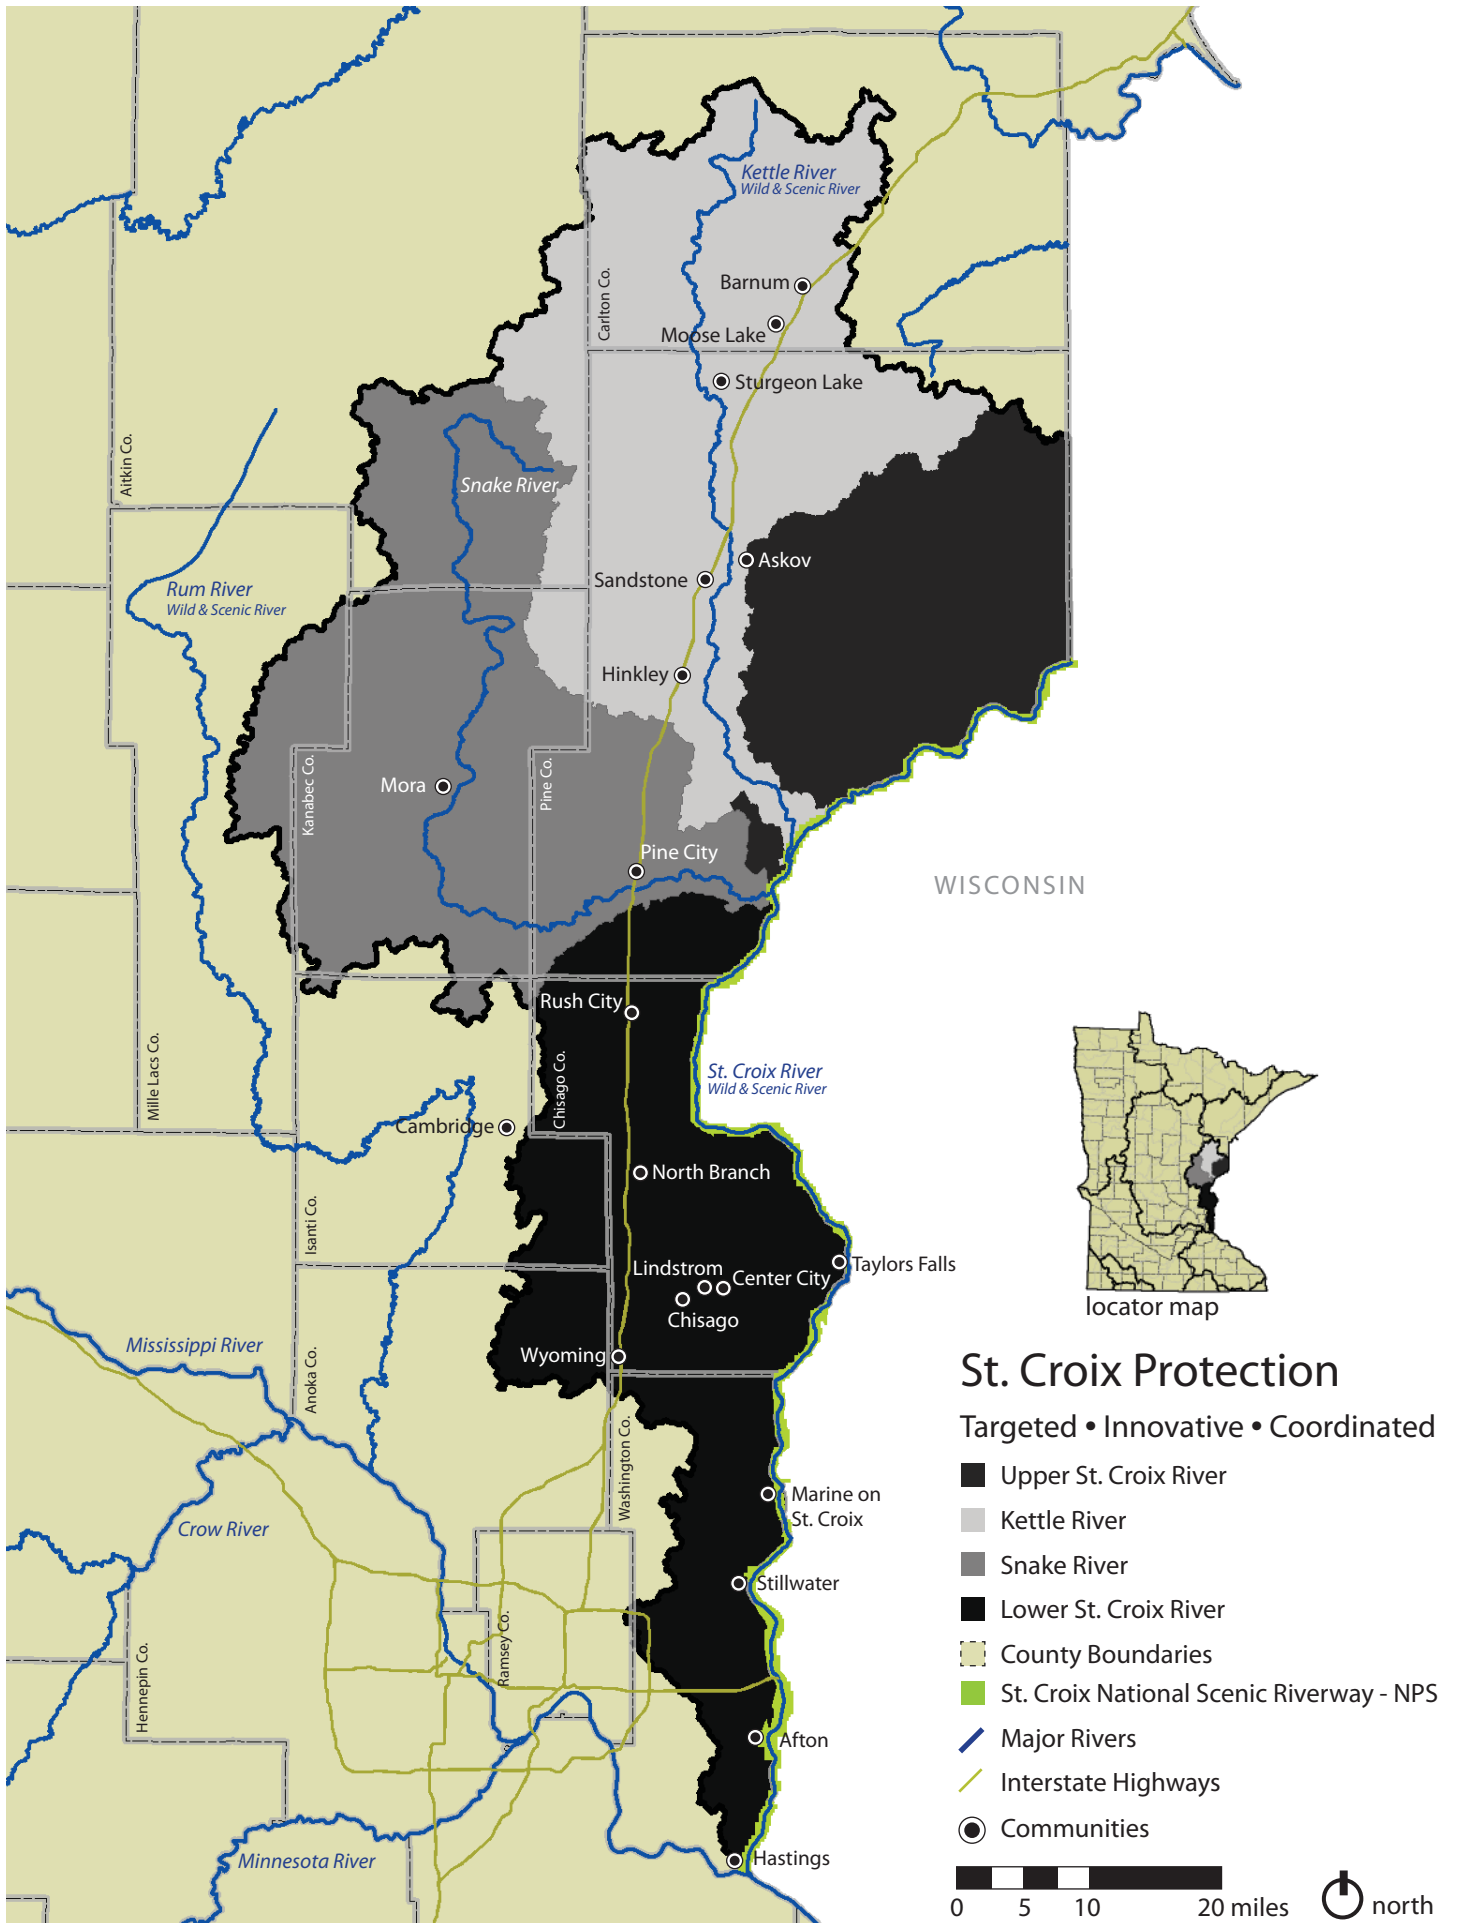 Kettle River
Wild & Scenic River
Carlton Co.
Barnum
Moose Lake
Sturgeon Lake
Aitkin Co.
Snake River
Askov
Sandstone
Rum River
Wild & Scenic River
Hinkley
Kanabec Co.
Mora
Pine Co.
Pine City
WISCONSIN
Rush City
Mille Lacs Co.
Chisago Co.
St. Croix River
Wild & Scenic River
Cambridge
North Branch
Isanti Co.
Lindstrom
Center City
Taylors Falls
Chisago
Mississippi River
Wyoming
Anoka Co.
locator map
Washington Co.
Marine on
St. Croix
Crow River
Stillwater
Ramsey Co.
Hennepin Co.
Afton
Minnesota River
Hastings
St. Croix Protection
Targeted • Innovative • Coordinated
Upper St. Croix River
Kettle River
Snake River
Lower St. Croix River
County Boundaries
St. Croix National Scenic Riverway - NPS
Major Rivers
Interstate Highways
Communities
0 5 10 20 miles
north